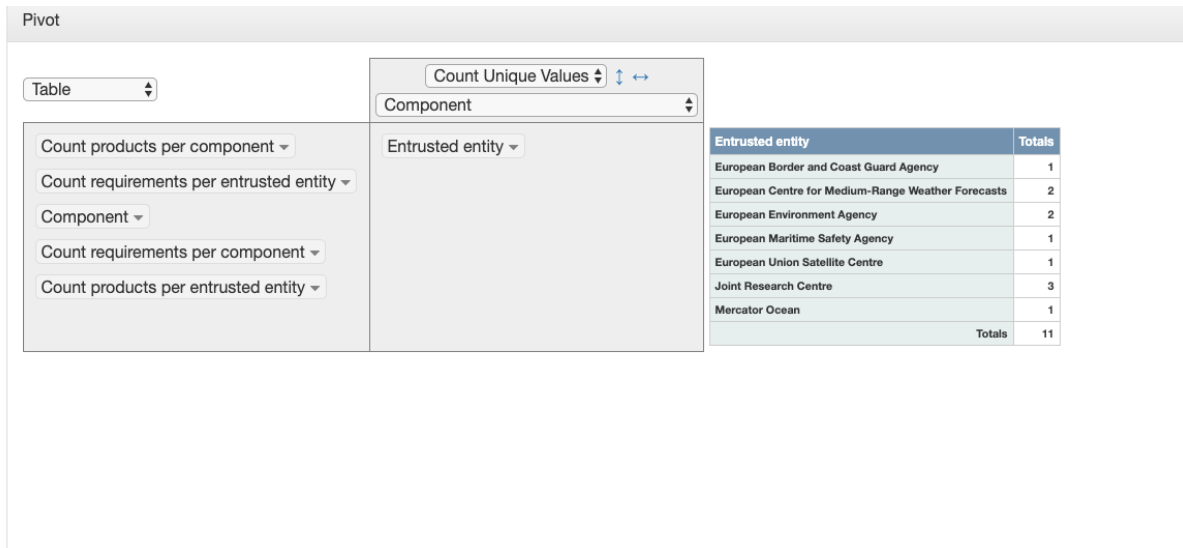 Pivot
Table
Count Unique Values
Component
Count products per component
Count requirements per entrusted entity
Component
Count requirements per component
Count products per entrusted entity
Entrusted entity
Entrusted entity Totals
European Border and Coast Guard Agency 1
European Centre for Medium-Range Weather Forecasts 2
European Environment Agency 2
European Maritime Safety Agency 1
European Union Satellite Centre 1
Joint Research Centre 3
Mercator Ocean 1
Totals 11